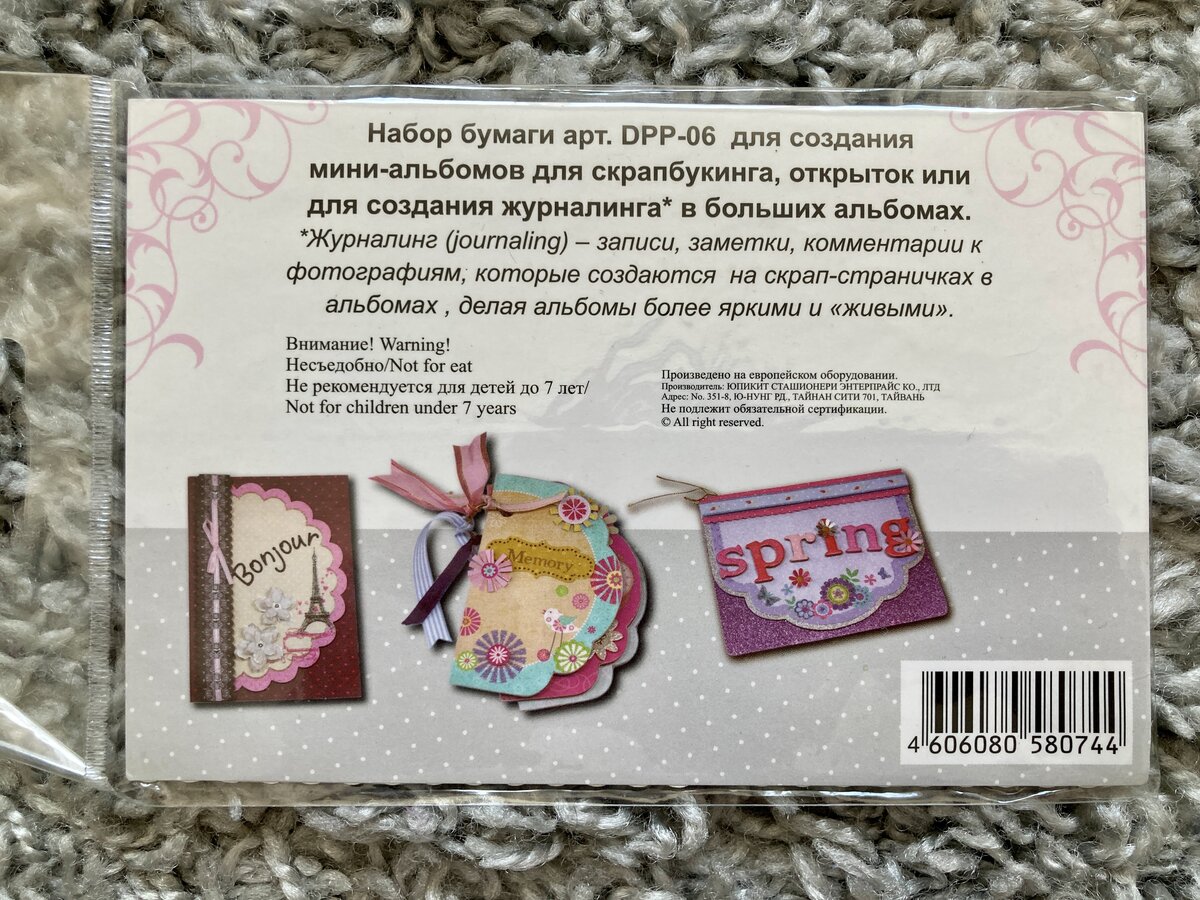 Набор бумаги арт. DPP-06 для создания
мини-альбомов для скрапбукинга, открыток или
для создания журналинга* в больших альбомах.
*Журналинг (journaling) – записи, заметки, комментарии к
фотографиям, которые создаются на скрап-страничках в
альбомах , делая альбомы более яркими и «живыми».
Внимание! Warning!
Несъедобно/Not for eat
Не рекомендуется для детей до 7 лет/
Not for children under 7 years
Произведено на европейском оборудовании.
Производитель: ЮПИКИТ СТАШИОНЕРИ ЭНТЕРПРАЙС КО., ЛТД
Адрес: No. 351-8, Ю-НУНГ РД., ТАЙНАН СИТИ 701, ТАЙВАНЬ
Не подлежит обязательной сертификации.
© All right reserved.
Bonjour
Memory
spring
4 606080 580744